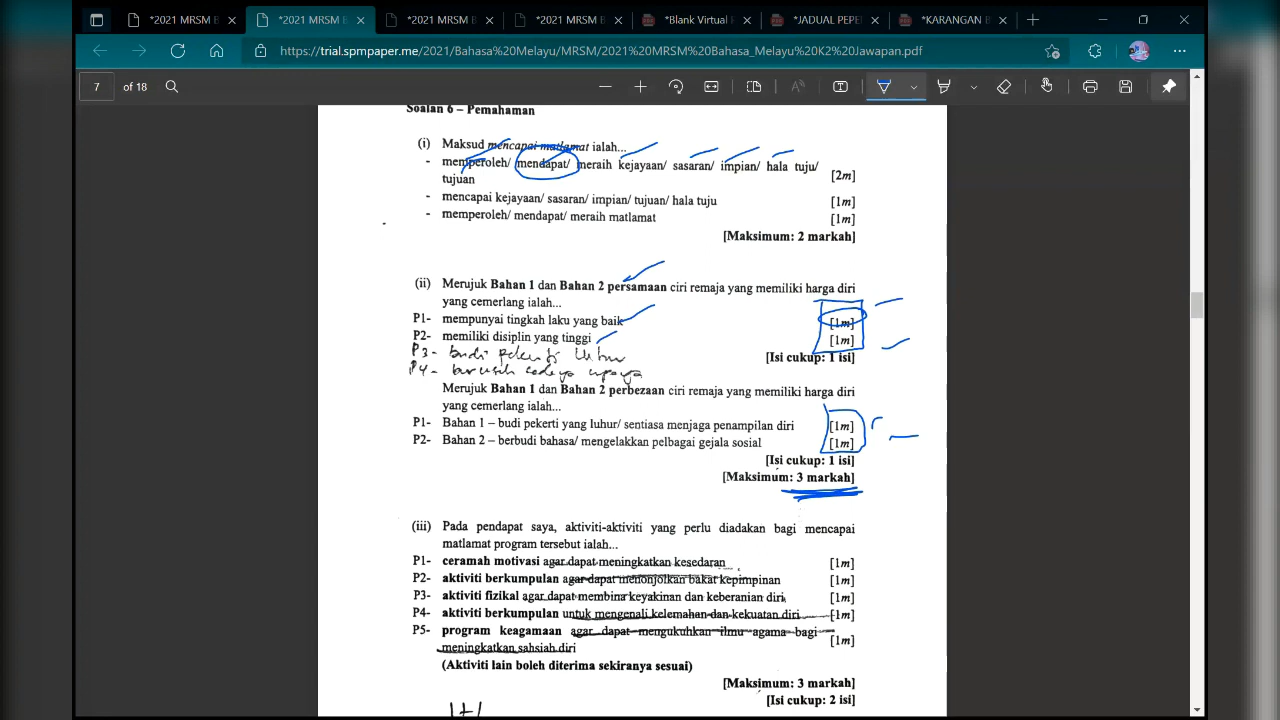 *2021 MRSM B
*2021 MRSM B
*2021 MRSM B
*2021 MRSM B
*Blank Virtual
*JADUAL PEPE
*KARANGAN B
https://trial.spmpaper.me/2021/Bahasa%20Melayu/MRSM/2021%20MRSM%20Bahasa_Melayu%20K2%20Jawapan.pdf
7 of 18
Soalan 6 – Pemahaman
(i) Maksud mencapai matlamat ialah...
- memperoleh/ mendapat/ meraih kejayaan/ sasaran/ impian/ hala tuju/
tujuan [2m]
- mencapai kejayaan/ sasaran/ impian/ tujuan/ hala tuju [1m]
- memperoleh/ mendapat/ meraih matlamat [1m]
[Maksimum: 2 markah]
(ii) Merujuk Bahan 1 dan Bahan 2 persamaan ciri remaja yang memiliki harga diri
yang cemerlang ialah...
P1- mempunyai tingkah laku yang baik [1m]
P2- memiliki disiplin yang tinggi [1m]
[Isi cukup: 1 isi]
P3- budi pekerti luhur
P4- berusaha upaya
Merujuk Bahan 1 dan Bahan 2 perbezaan ciri remaja yang memiliki harga diri
yang cemerlang ialah...
P1- Bahan 1 – budi pekerti yang luhur/ sentiasa menjaga penampilan diri [1m]
P2- Bahan 2 – berbudi bahasa/ mengelakkan pelbagai gejala sosial [1m]
[Isi cukup: 1 isi]
[Maksimum: 3 markah]
(iii) Pada pendapat saya, aktiviti-aktiviti yang perlu diadakan bagi mencapai
matlamat program tersebut ialah...
P1- ceramah motivasi agar dapat meningkatkan kesedaran [1m]
P2- aktiviti berkumpulan agar dapat menonjolkan bakat kepimpinan [1m]
P3- aktiviti fizikal agar dapat membina keyakinan dan keberanian diri [1m]
P4- aktiviti berkumpulan untuk mengenali kelemahan dan kekuatan diri [1m]
P5- program keagamaan agar dapat mengukuhkan ilmu agama bagi
meningkatkan sahsiah diri [1m]
(Aktiviti lain boleh diterima sekiranya sesuai)
[Maksimum: 3 markah]
[Isi cukup: 2 isi]
1+1